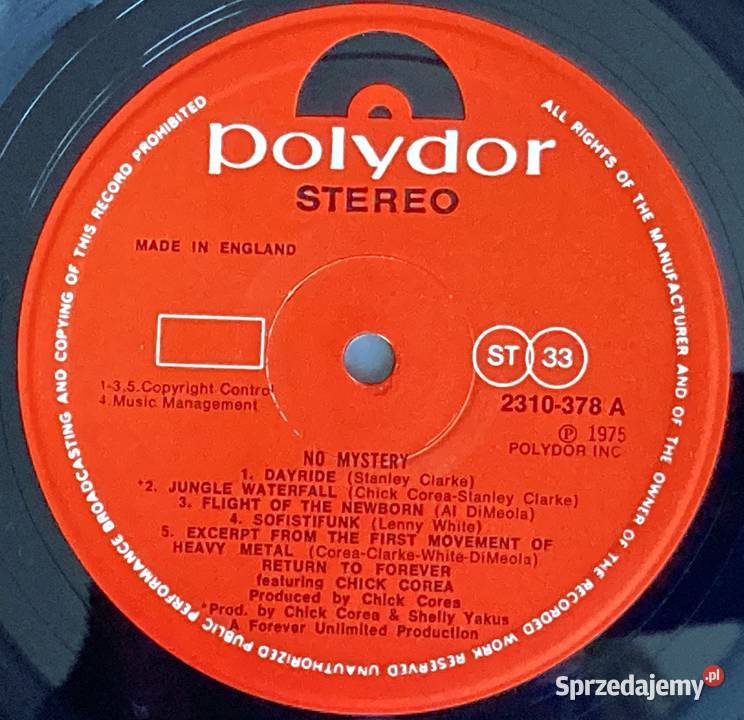 polydor
STEREO
MADE IN ENGLAND
ST 33
1-3.5. Copyright Control
4. Music Management
2310-378 A
Ⓟ 1975
POLYDOR INC
NO MYSTERY
1. DAYRIDE (Stanley Clarke)
*2. JUNGLE WATERFALL (Chick Corea-Stanley Clarke)
3. FLIGHT OF THE NEWBORN (Al DiMeola)
4. SOFISTIFUNK (Lenny White)
5. EXCERPT FROM THE FIRST MOVEMENT OF
HEAVY METAL (Corea-Clarke-White-DiMeola)
RETURN TO FOREVER
featuring CHICK COREA
Produced by Chick Corea
*Prod. by Chick Corea & Shelly Yakus
A Forever Unlimited Production
ALL RIGHTS OF THE MANUFACTURER AND OF THE OWNER OF THE RECORDED WORK RESERVED UNAUTHORIZED PUBLIC PERFORMANCE BROADCASTING AND COPYING OF THIS RECORD PROHIBITED
Sprzedajemy.pl